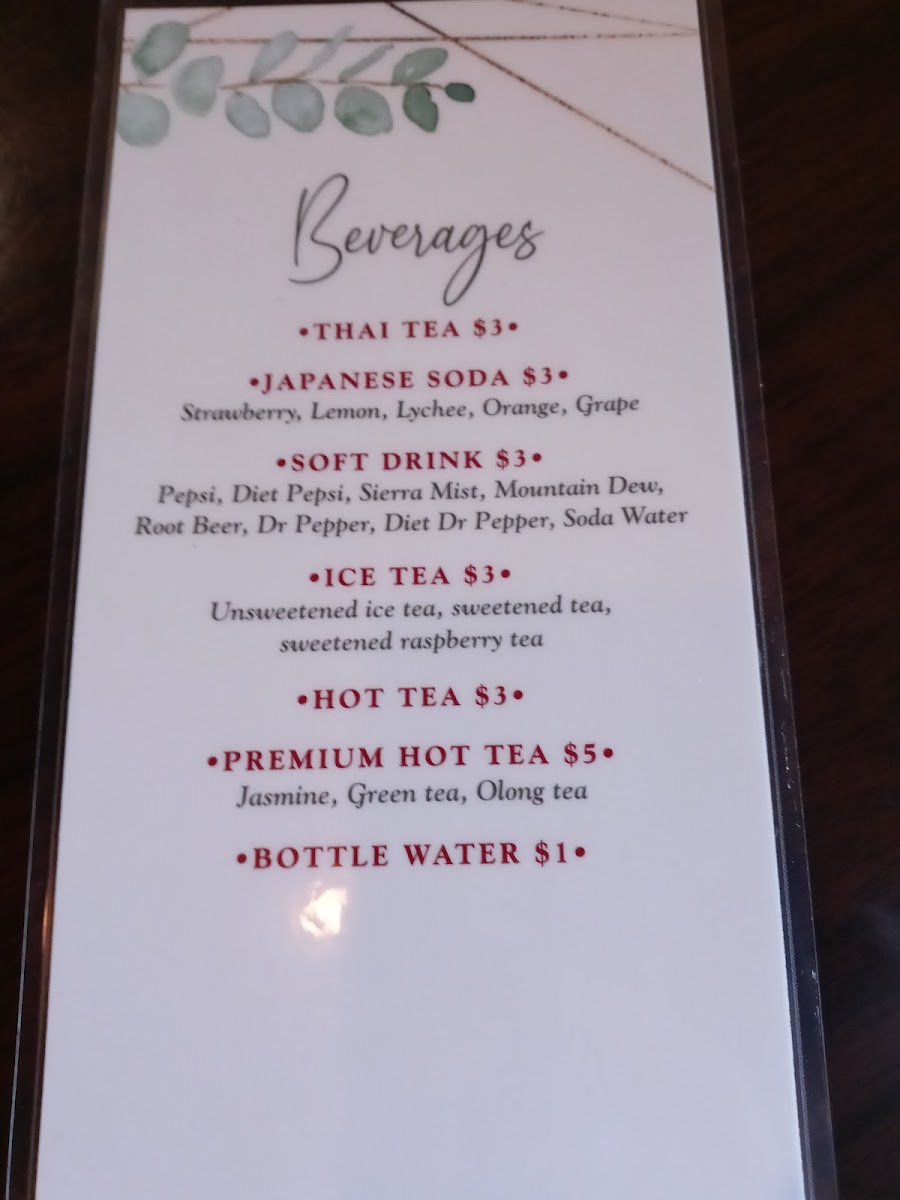 Beverages
•THAI TEA $3•
•JAPANESE SODA $3•
Strawberry, Lemon, Lychee, Orange, Grape
•SOFT DRINK $3•
Pepsi, Diet Pepsi, Sierra Mist, Mountain Dew,
Root Beer, Dr Pepper, Diet Dr Pepper, Soda Water
•ICE TEA $3•
Unsweetened ice tea, sweetened tea,
sweetened raspberry tea
•HOT TEA $3•
•PREMIUM HOT TEA $5•
Jasmine, Green tea, Olong tea
•BOTTLE WATER $1•